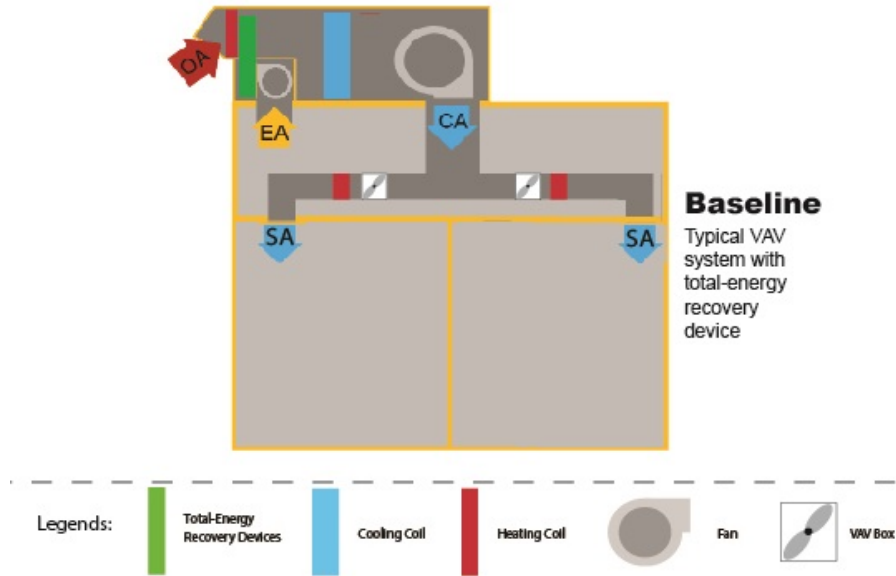 OA
EA
CA
SA
SA
Baseline
Typical VAV
system with
total-energy
recovery
device
Legends:
Total-Energy
Recovery Devices
Cooling Coil
Heating Coil
Fan
VAV Box